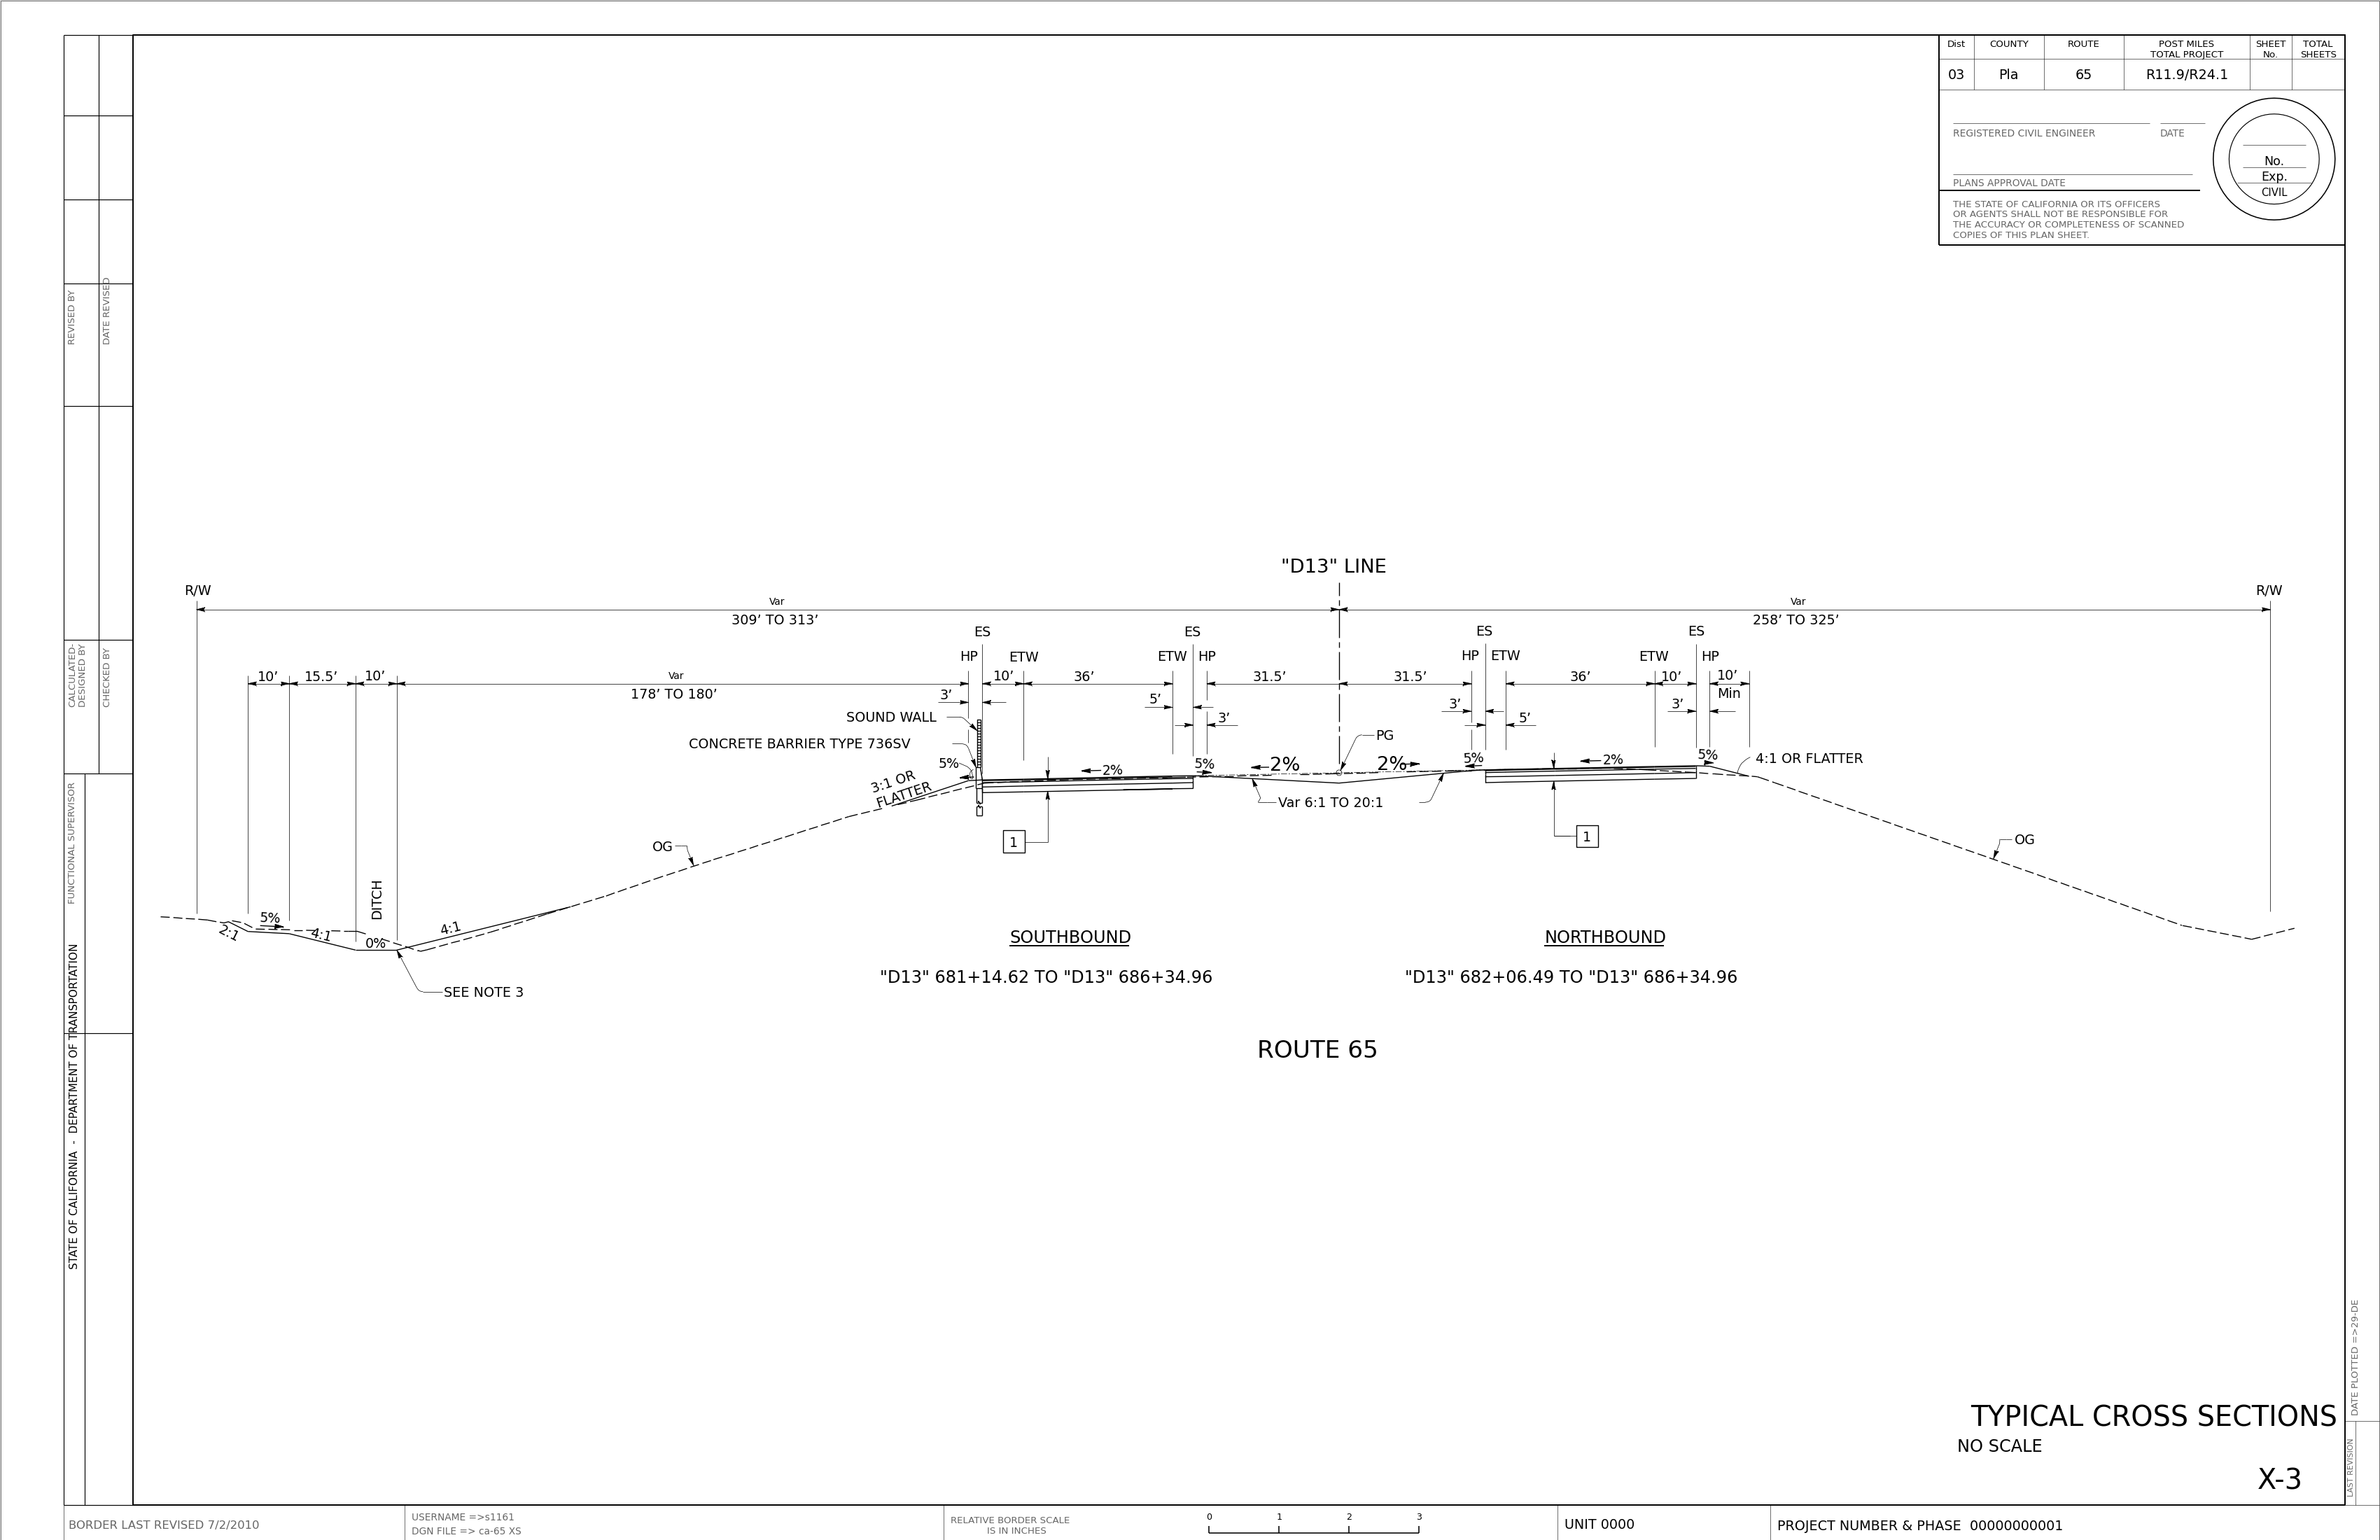 Dist COUNTY ROUTE POST MILES SHEET TOTAL
TOTAL PROJECT No. SHEETS
03 Pla 65 R11.9/R24.1
REGISTERED CIVIL ENGINEER DATE
PLANS APPROVAL DATE
No.
Exp.
CIVIL
THE STATE OF CALIFORNIA OR ITS OFFICERS
OR AGENTS SHALL NOT BE RESPONSIBLE FOR
THE ACCURACY OR COMPLETENESS OF SCANNED
COPIES OF THIS PLAN SHEET.
REVISED BY
DATE REVISED
CALCULATED-
DESIGNED BY
CHECKED BY
FUNCTIONAL SUPERVISOR
STATE OF CALIFORNIA - DEPARTMENT OF TRANSPORTATION
"D13" LINE
R/W R/W
Var Var
309’ TO 313’ 258’ TO 325’
ES ES ES ES
HP ETW ETW HP HP ETW ETW HP
10’ 15.5’ 10’ Var 10’ 36’ 31.5’ 31.5’ 36’ 10’ 10’
178’ TO 180’ Min
3’ 5’ 3’ 3’
3’ 5’
SOUND WALL
PG
CONCRETE BARRIER TYPE 736SV
5% 2% 5% 2% 2% 5% 2% 5% 4:1 OR FLATTER
3:1 OR
FLATTER
Var 6:1 TO 20:1
1 1
OG OG
DITCH
5%
2:1 4:1 0% 4:1
SEE NOTE 3
SOUTHBOUND NORTHBOUND
"D13" 681+14.62 TO "D13" 686+34.96 "D13" 682+06.49 TO "D13" 686+34.96
ROUTE 65
TYPICAL CROSS SECTIONS
NO SCALE
X-3
DATE PLOTTED =>29-DE
LAST REVISION
BORDER LAST REVISED 7/2/2010
USERNAME =>s1161
DGN FILE => ca-65 XS
RELATIVE BORDER SCALE
IS IN INCHES
0 1 2 3
UNIT 0000
PROJECT NUMBER & PHASE 00000000001